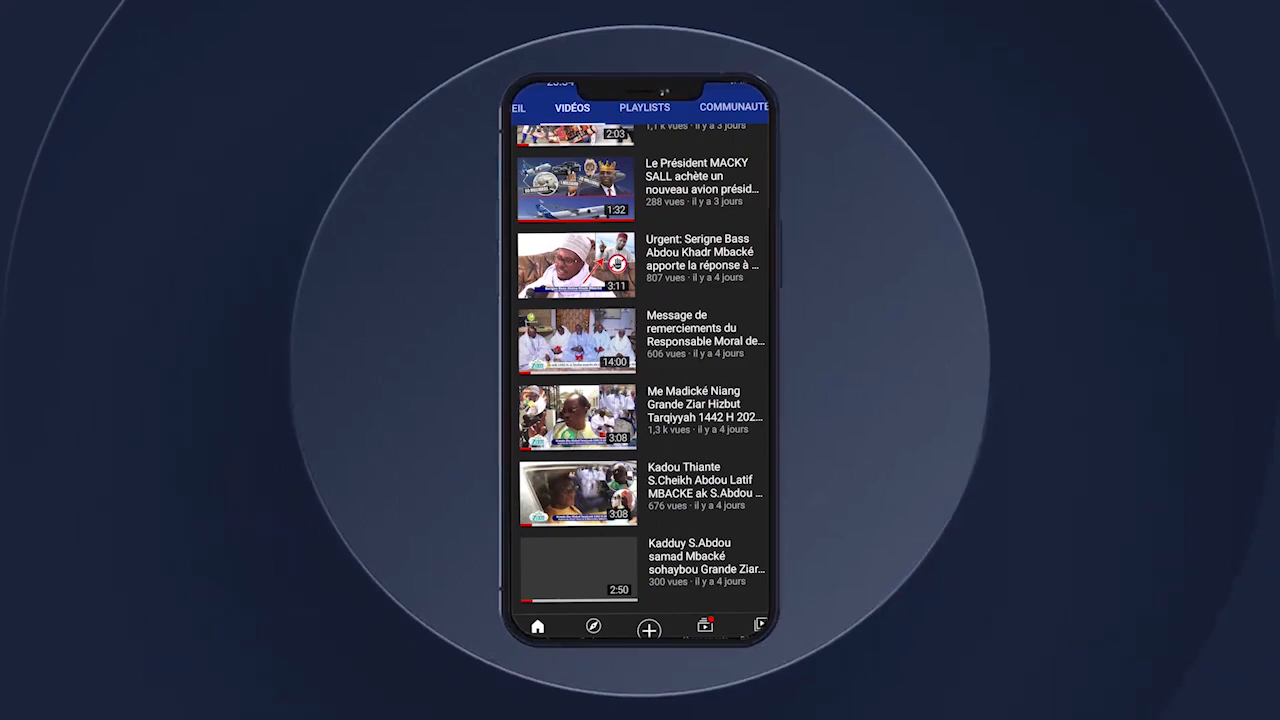 EIL VIDÉOS PLAYLISTS COMMUNAUTE
2:03
1,1 k vues · il y a 3 jours
Le Président MACKY
SALL achète un
nouveau avion présid...
288 vues · il y a 3 jours
1:32
Urgent: Serigne Bass
Abdou Khadr Mbacké
apporte la réponse à ...
807 vues · il y a 4 jours
3:11
Message de
remerciements du
Responsable Moral de...
606 vues · il y a 4 jours
14:00
Me Madické Niang
Grande Ziar Hizbut
Tarqiyyah 1442 H 202...
1,3 k vues · il y a 4 jours
3:08
Kadou Thiante
S.Cheikh Abdou Latif
MBACKE ak S.Abdou ...
676 vues · il y a 4 jours
3:08
Kadduy S.Abdou
samad Mbacké
sohaybou Grande Ziar...
300 vues · il y a 4 jours
2:50